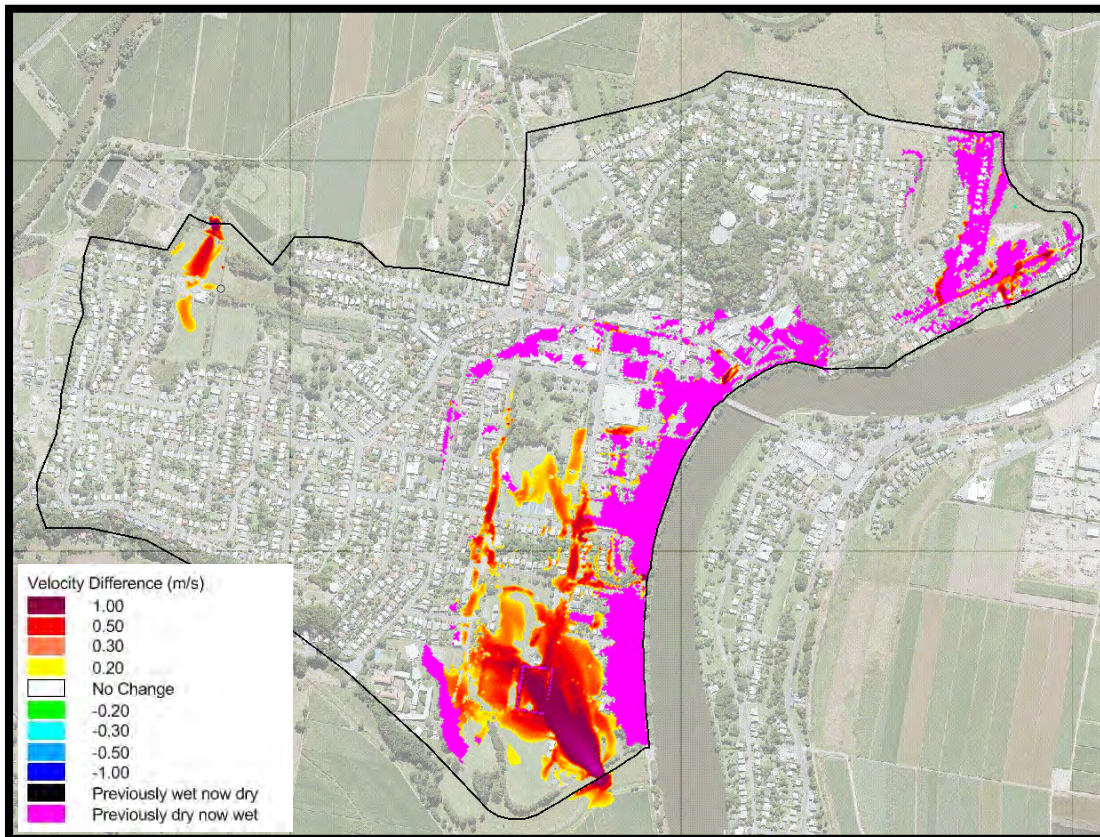 Velocity Difference (m/s)
1.00
0.50
0.30
0.20
No Change
-0.20
-0.30
-0.50
-1.00
Previously wet now dry
Previously dry now wet